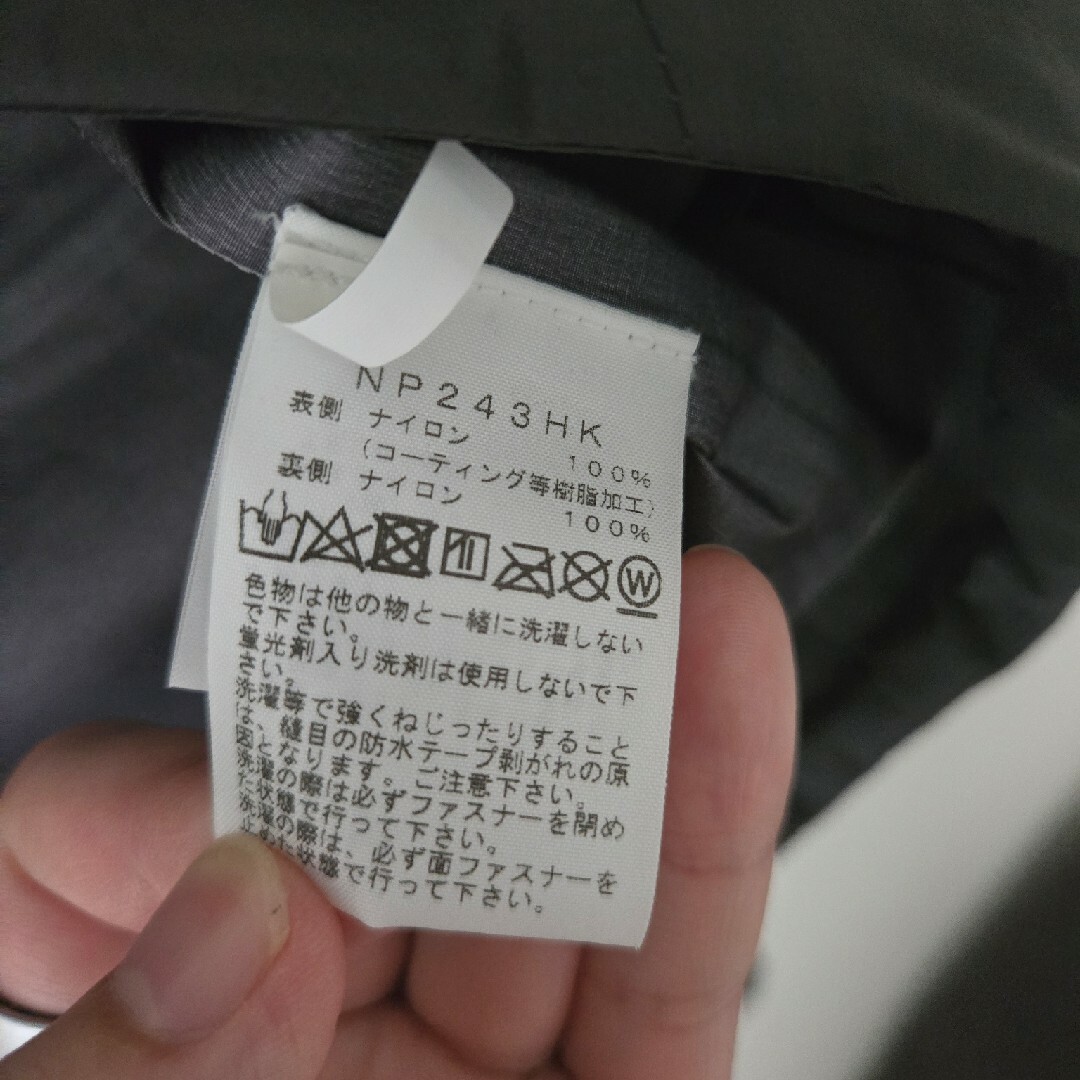 NP243HK
表側 ナイロン 100%
(コーティング等樹脂加工)
裏側 ナイロン 100%
W
色物は他の物と一緒に洗濯しない
で下さい。
蛍光剤入り洗剤は使用しないで下
さい。
洗濯等で強くねじったりすること
は、縫目の防水テープ剥がれの原
因となります。ご注意下さい。
洗濯の際は必ずファスナーを閉め
た状態で行って下さい。
洗濯の際は、必ず面ファスナーを
止めた状態で行って下さい。